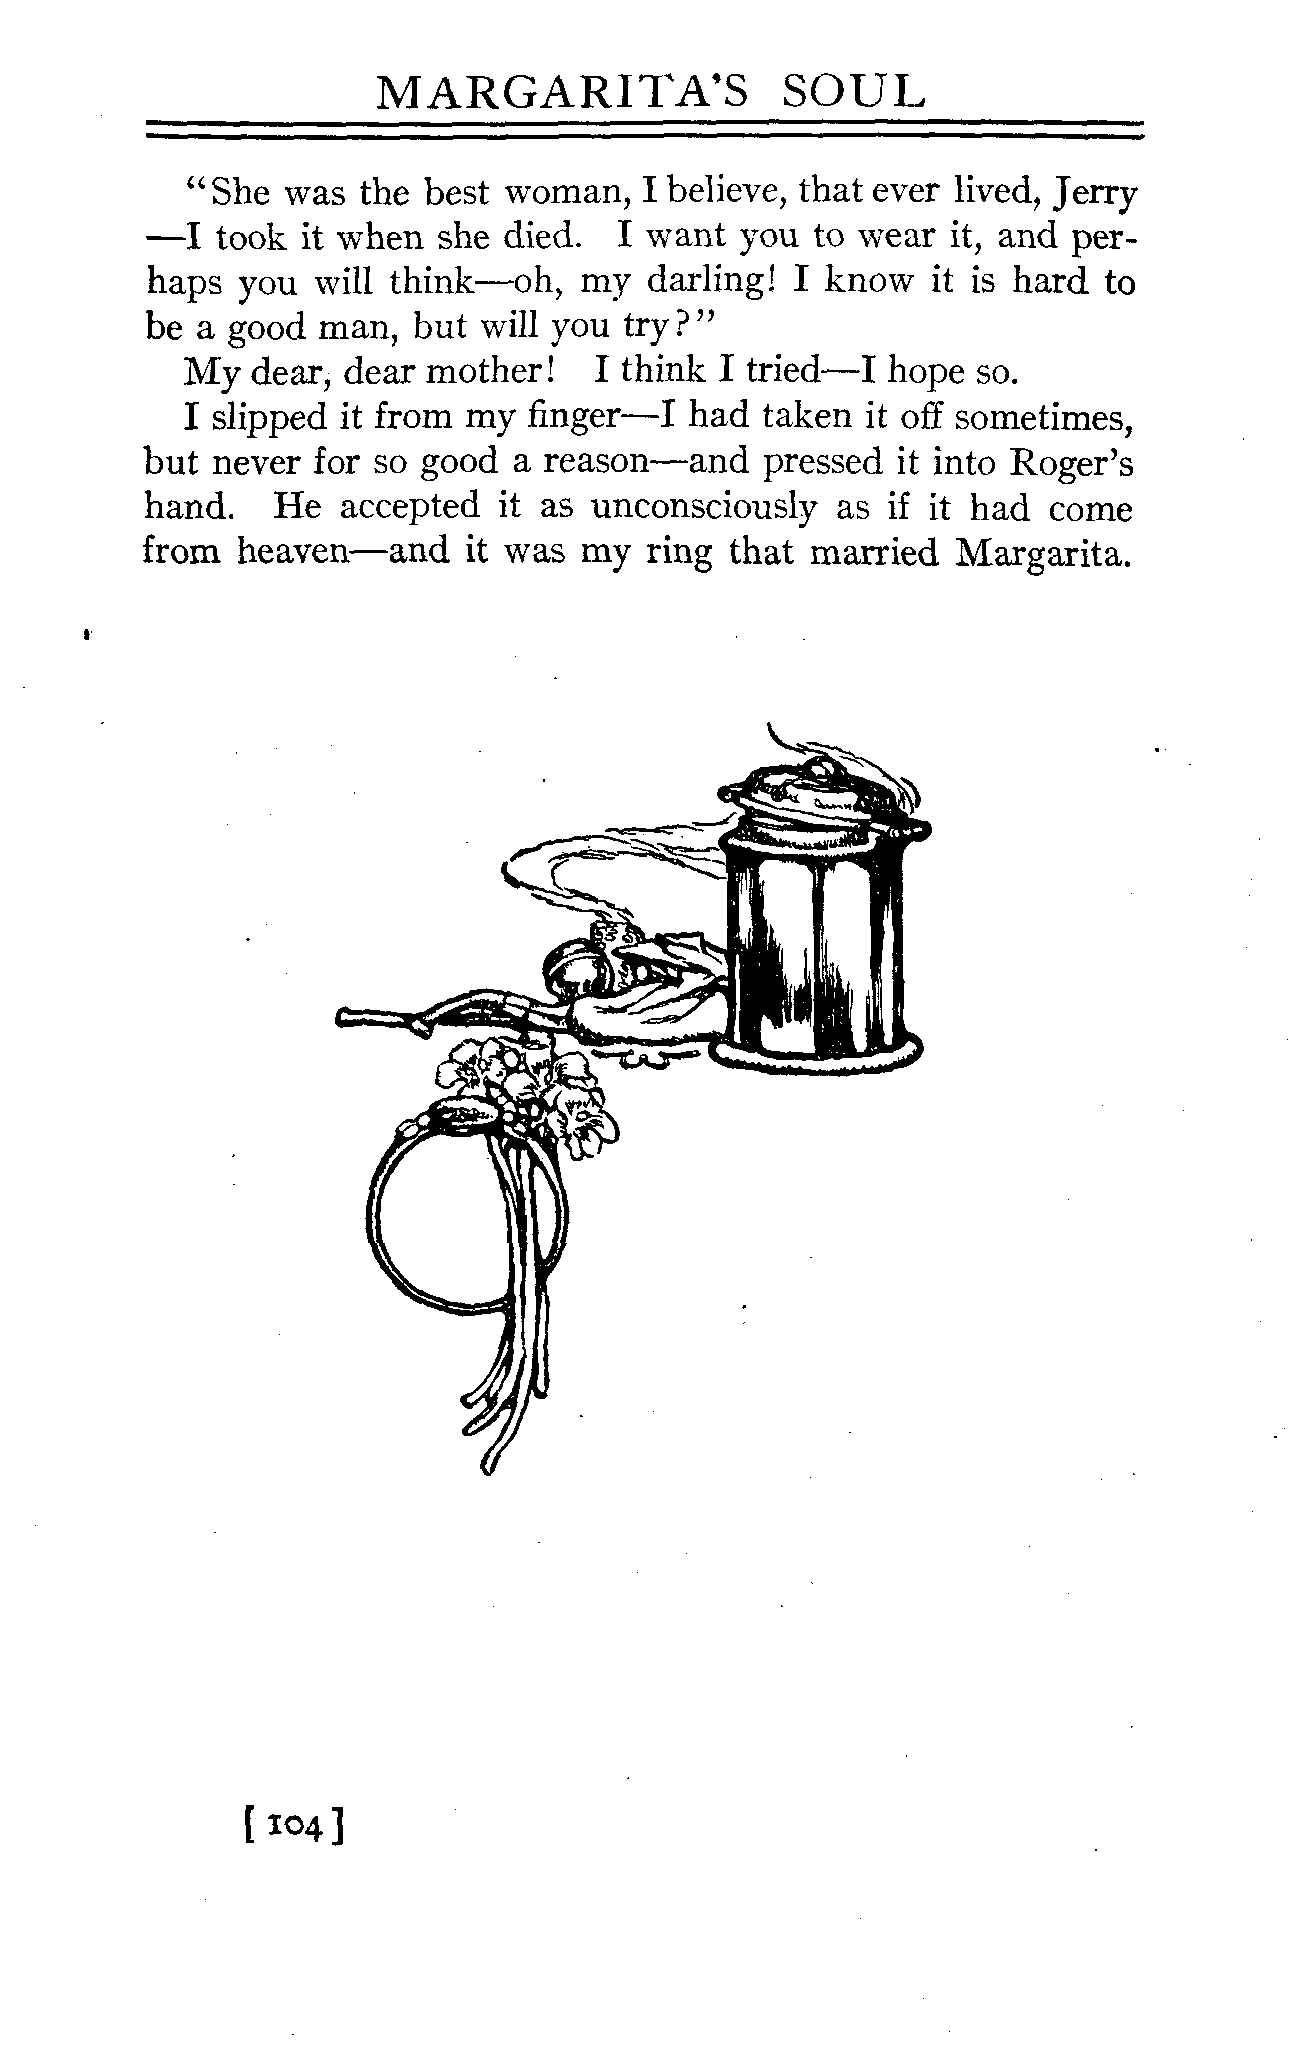 MARGARITA'S SOUL
“She was the best woman, I believe, that ever lived, Jerry
—I took it when she died. I want you to wear it, and per-
haps you will think—oh, my darling! I know it is hard to
be a good man, but will you try?”
My dear, dear mother! I think I tried—I hope so.
I slipped it from my finger—I had taken it off sometimes,
but never for so good a reason—and pressed it into Roger's
hand. He accepted it as unconsciously as if it had come
from heaven—and it was my ring that married Margarita.
[ 104 ]